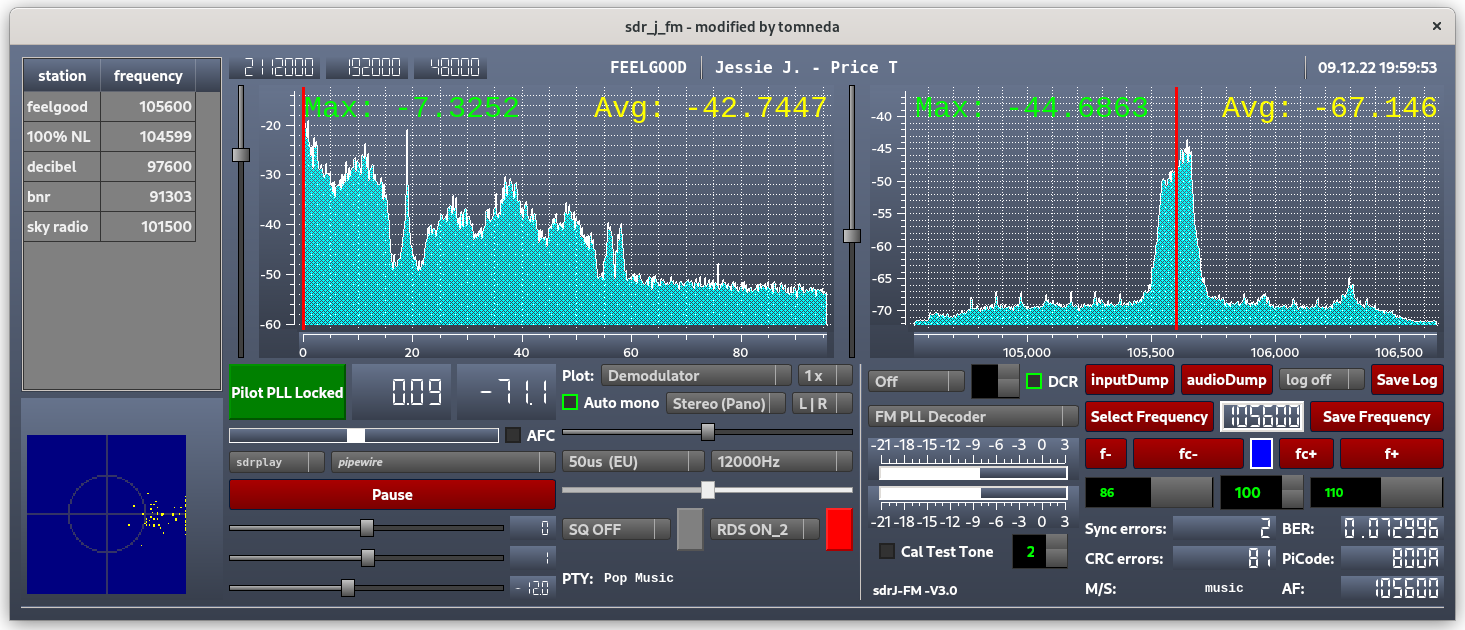 sdr_j_fm - modified by tomneda
station frequency
feelgood 105600
100% NL 104599
decibel 97600
bnr 91303
sky radio 101500
2112000 192000 48000 FEELGOOD Jessie J. - Price T 09.12.22 19:59:53
Max: -7.3252 Avg: -42.7447
-20
-30
-40
-50
-60
0 20 40 60 80
Max: -44.6863 Avg: -67.146
-40
-45
-50
-55
-60
-65
-70
105,000 105,500 106,000 106,500
Pilot PLL Locked 0.09 -71.1
AFC
sdrplay pipewire
Pause
0
1
-12.0
Plot: Demodulator 1 x
Auto mono Stereo (Pano) L | R
50us (EU) 12000Hz
SQ OFF RDS ON_2
PTY: Pop Music
Off DCR inputDump audioDump log off Save Log
FM PLL Decoder Select Frequency 105600 Save Frequency
-21 -18 -15 -12 -9 -6 -3 0 3
f- fc- fc+ f+
86 100 110
-21 -18 -15 -12 -9 -6 -3 0 3
Cal Test Tone 2
sdrJ-FM -V3.0
Sync errors: 2 BER: 0.072996
CRC errors: 81 PiCode: 800A
M/S: music AF: 105600